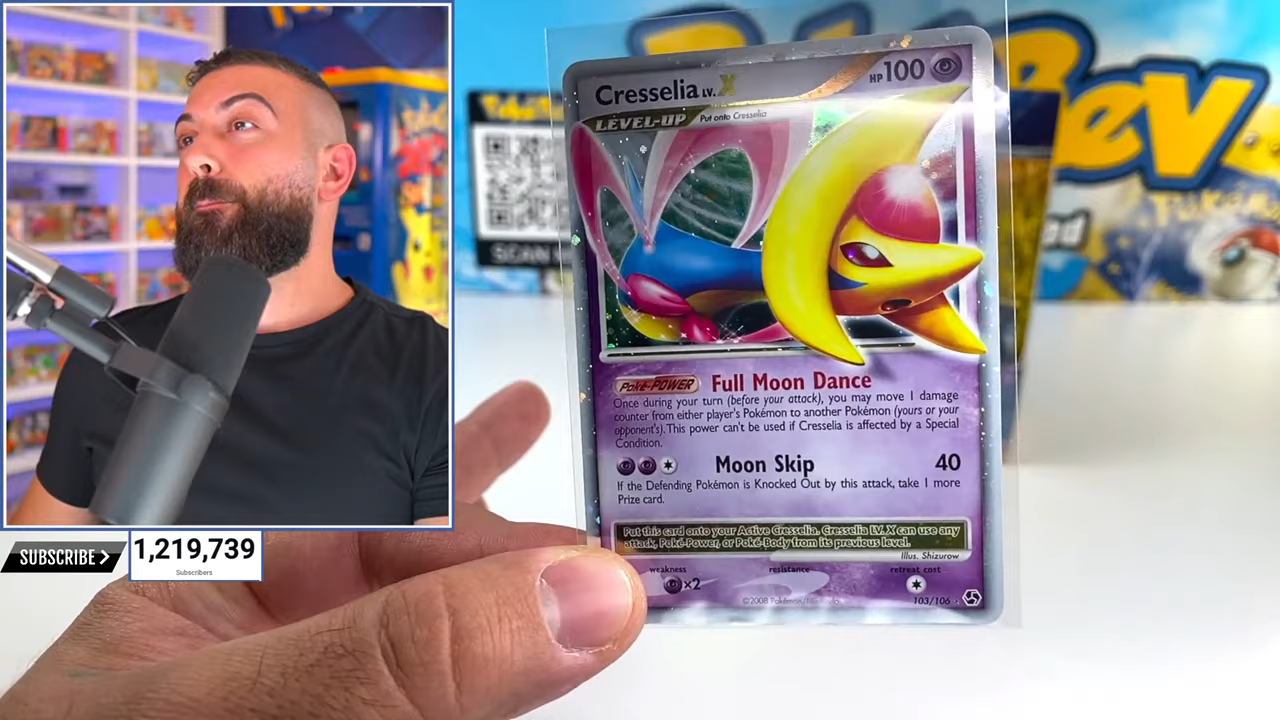 Cresselia LV.X
HP100
LEVEL-UP Put onto Cresselia
SCAN
ev
Poké-POWER Full Moon Dance
Once during your turn (before your attack), you may move 1 damage
counter from either player's Pokémon to another Pokémon (yours or your
opponent's). This power can't be used if Cresselia is affected by a Special
Condition.
Moon Skip 40
If the Defending Pokémon is Knocked Out by this attack, take 1 more
Prize card.
Put this card onto your Active Cresselia. Cresselia LV.X can use any
attack, Poké-Power, or Poké-Body from its previous level.
Illus. Shizurow
weakness resistance retreat cost
×2
©2008 Pokémon/Nintendo 103/106
SUBSCRIBE >
1,219,739
Subscribers